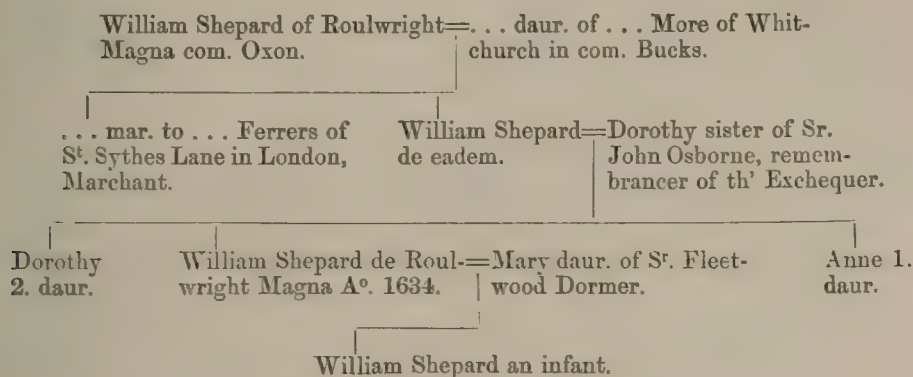 William Shepard of Roulwright=. . . daur. of . . . More of Whit-
Magna com. Oxon. church in com. Bucks.
. . . mar. to . . . Ferrers of William Shepard=Dorothy sister of Sr.
St. Sythes Lane in London, de eadem. John Osborne, remem-
Marchant. brancer of th' Exchequer.
Dorothy William Shepard de Roul-=Mary daur. of Sr. Fleet- Anne 1.
2. daur. wright Magna Ao. 1634. wood Dormer. daur.
William Shepard an infant.